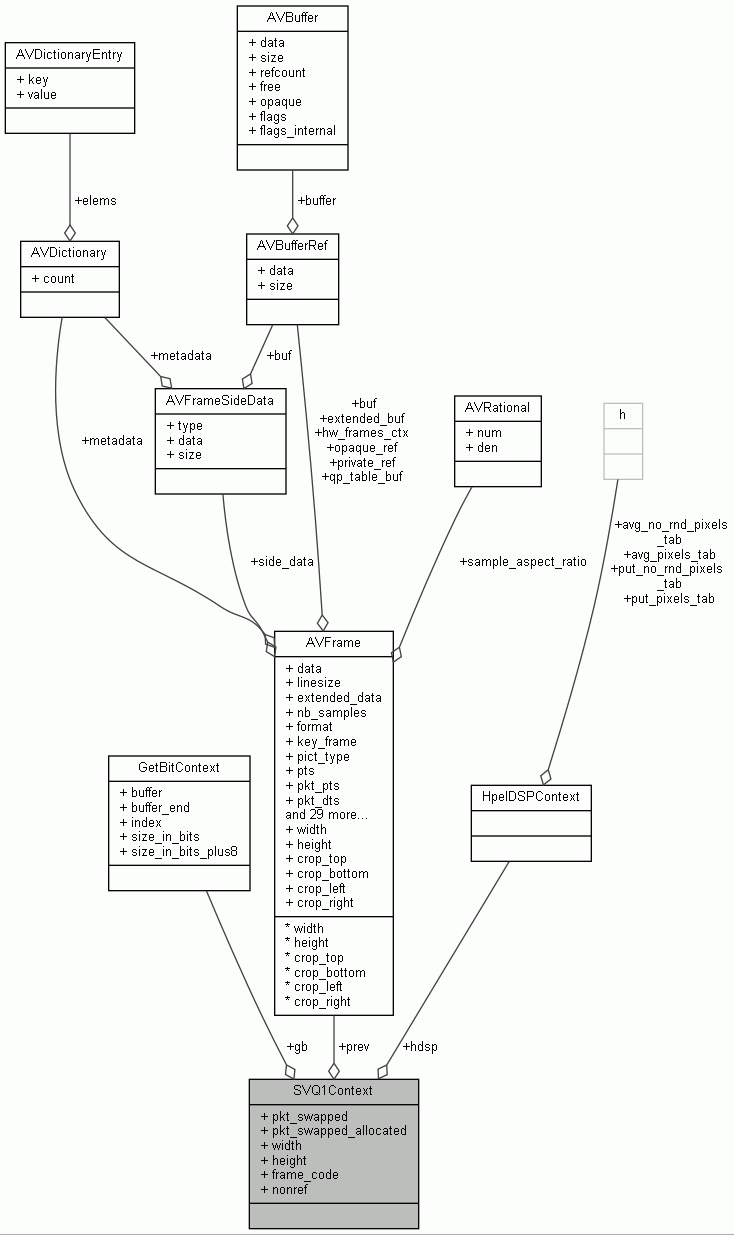 AVBuffer
+ data
+ size
+ refcount
+ free
+ opaque
+ flags
+ flags_internal
AVDictionaryEntry
+ key
+ value
+elems
+buffer
AVDictionary
+ count
AVBufferRef
+ data
+ size
+metadata
+buf
AVFrameSideData
+ type
+ data
+ size
+metadata
+buf
+extended_buf
+hw_frames_ctx
+opaque_ref
+private_ref
+qp_table_buf
AVRational
+ num
+ den
h
+side_data
+sample_aspect_ratio
+avg_no_rnd_pixels
_tab
+avg_pixels_tab
+put_no_rnd_pixels
_tab
+put_pixels_tab
AVFrame
+ data
+ linesize
+ extended_data
+ nb_samples
+ format
+ key_frame
+ pict_type
+ pts
+ pkt_pts
+ pkt_dts
and 29 more...
+ width
+ height
+ crop_top
+ crop_bottom
+ crop_left
+ crop_right
* width
* height
* crop_top
* crop_bottom
* crop_left
* crop_right
GetBitContext
+ buffer
+ buffer_end
+ index
+ size_in_bits
+ size_in_bits_plus8
HpelDSPContext
+gb
+prev
+hdsp
SVQ1Context
+ pkt_swapped
+ pkt_swapped_allocated
+ width
+ height
+ frame_code
+ nonref